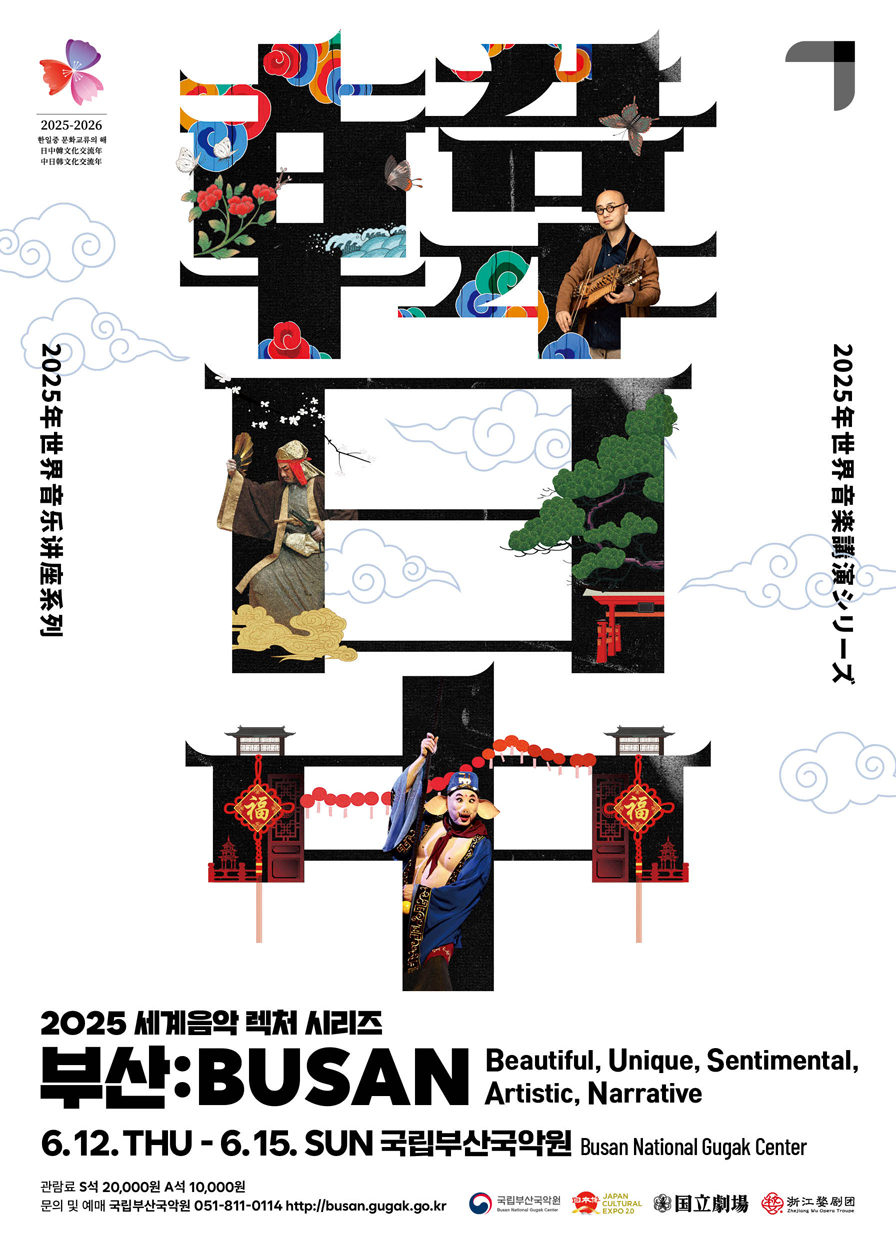 2025-2026
한일중 문화교류의 해
日中韓文化交流年
中日韩文化交流年
韓
日
中
福
福
2025年世界音乐讲座系列
2025年世界音楽講演シリーズ
2025 세계음악 렉처 시리즈
부산:BUSAN
Beautiful, Unique, Sentimental,
Artistic, Narrative
6.12. THU - 6.15. SUN 국립부산국악원 Busan National Gugak Center
관람료 S석 20,000원 A석 10,000원
문의 및 예매 국립부산국악원 051-811-0114 http://busan.gugak.go.kr
국립부산국악원
Busan National Gugak Center
日本博
JAPAN
CULTURAL
EXPO 2.0
国立劇場
浙江婺剧团
Zhejiang Wu Opera Troupe